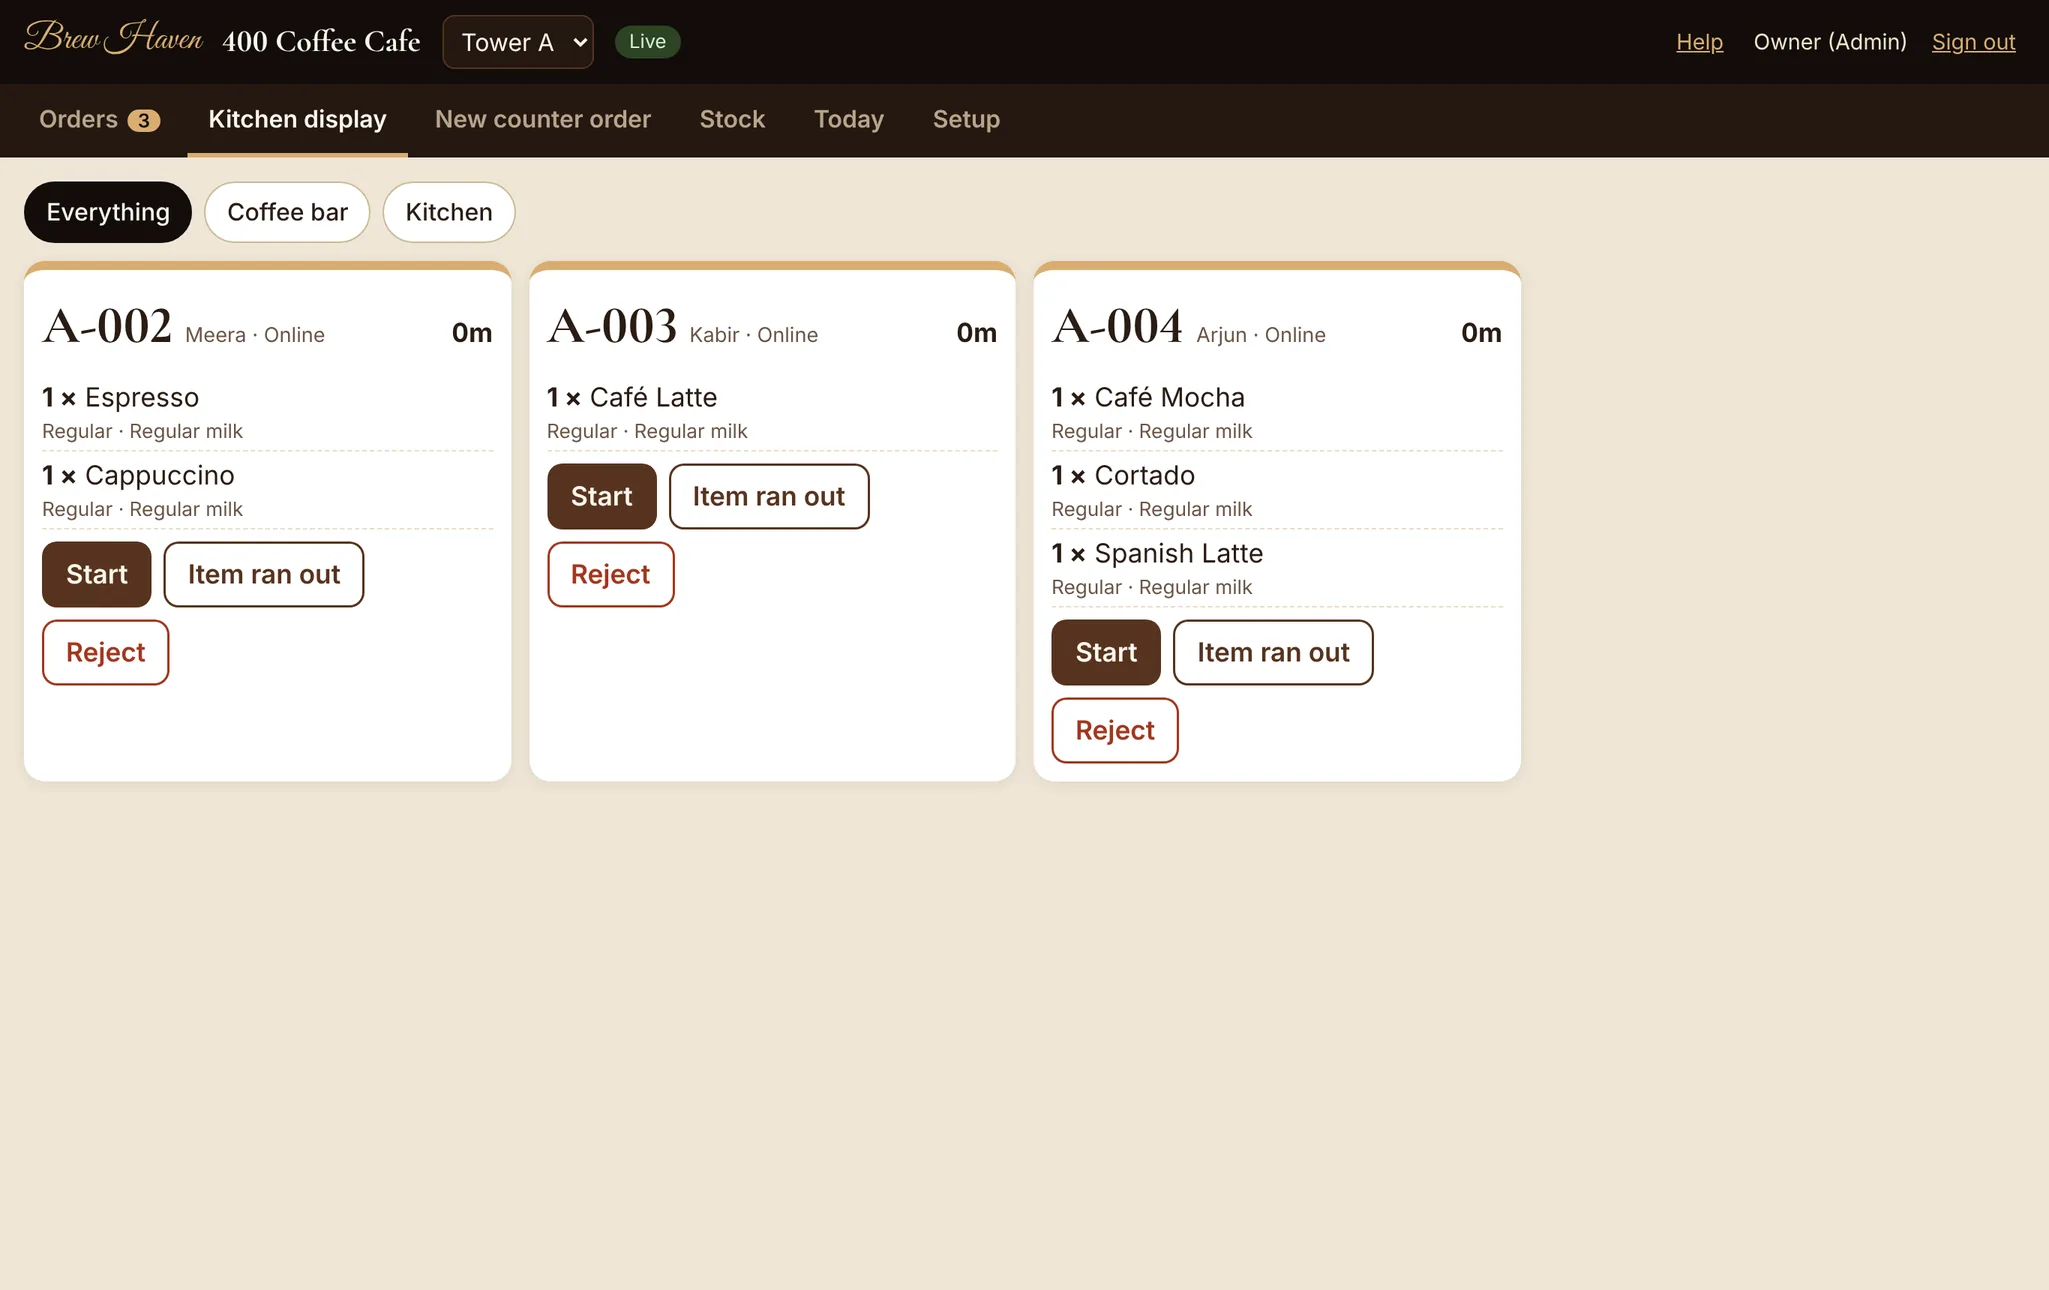 Brew Haven 400 Coffee Cafe Tower A Live Help Owner (Admin) Sign out
Orders 3 Kitchen display New counter order Stock Today Setup
Everything Coffee bar Kitchen
A-002 Meera · Online 0m
1 × Espresso
Regular · Regular milk
1 × Cappuccino
Regular · Regular milk
Start Item ran out
Reject
A-003 Kabir · Online 0m
1 × Café Latte
Regular · Regular milk
Start Item ran out
Reject
A-004 Arjun · Online 0m
1 × Café Mocha
Regular · Regular milk
1 × Cortado
Regular · Regular milk
1 × Spanish Latte
Regular · Regular milk
Start Item ran out
Reject